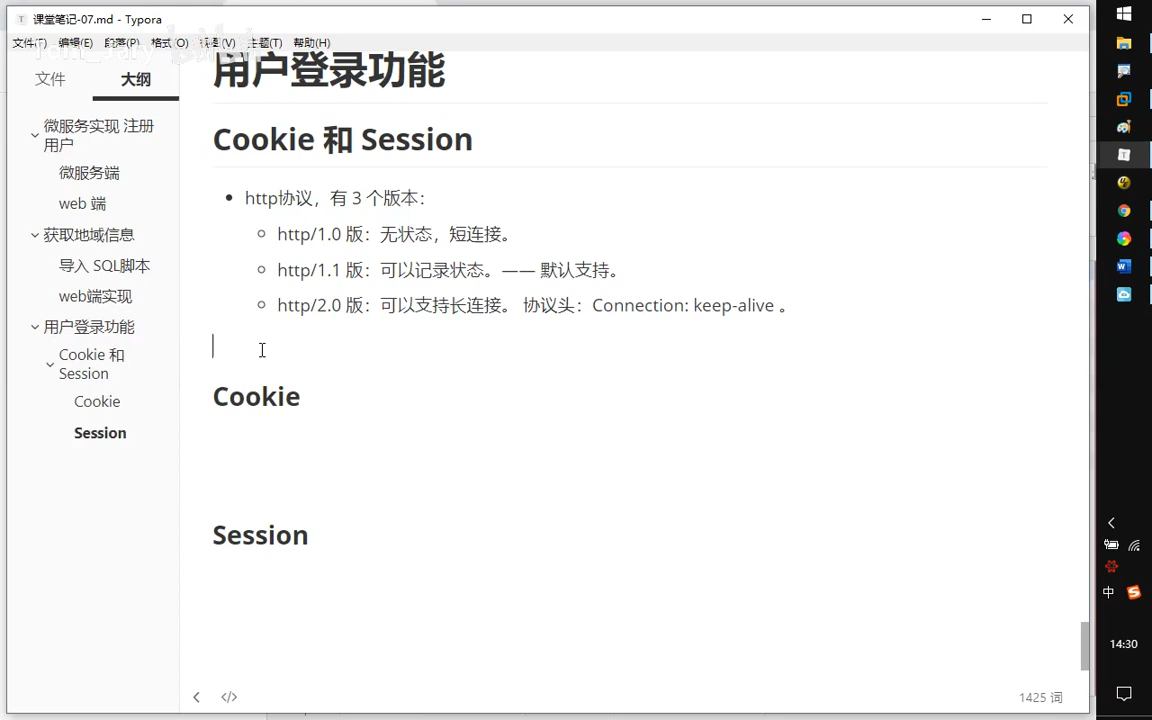 课堂笔记-07.md - Typora
文件(F) 编辑(E) 段落(P) 格式(O) 视图(V) 主题(T) 帮助(H)
文件 大纲
微服务实现 注册
用户
微服务端
web 端
获取地域信息
导入 SQL脚本
web端实现
用户登录功能
Cookie 和
Session
Cookie
Session
用户登录功能
Cookie 和 Session
http协议，有 3 个版本：
http/1.0 版：无状态，短连接。
http/1.1 版：可以记录状态。—— 默认支持。
http/2.0 版：可以支持长连接。 协议头：Connection: keep-alive 。
Cookie
Session
1425 词
中
14:30